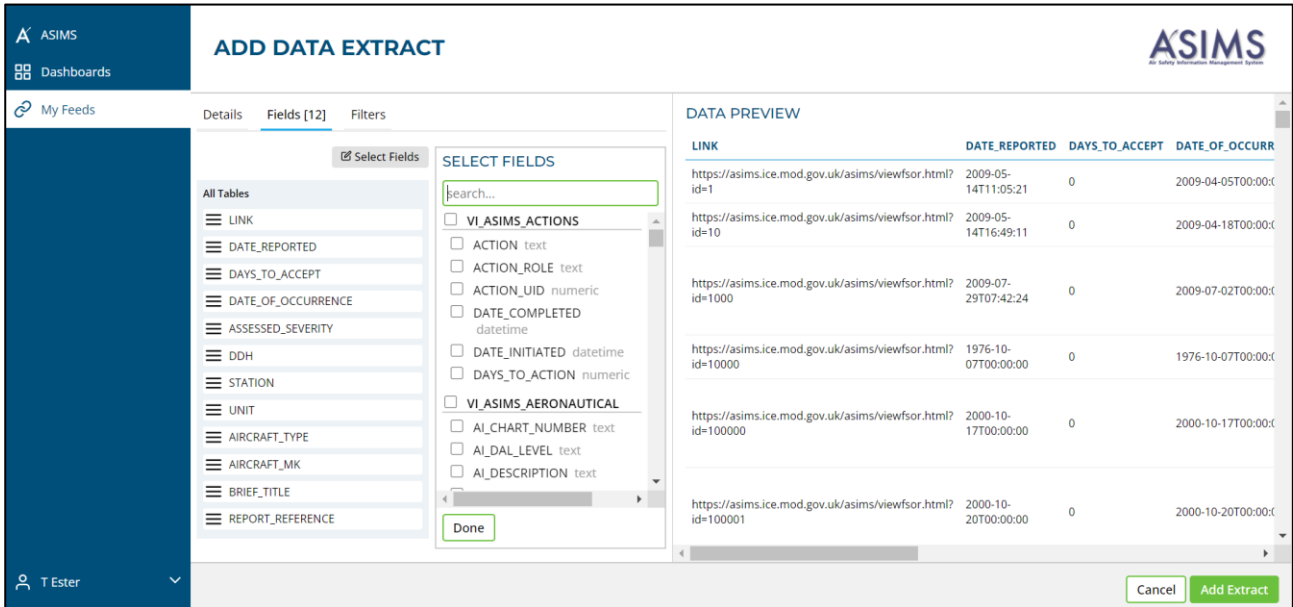 ASIMS
Dashboards
My Feeds
T Ester
ADD DATA EXTRACT
ASIMS
Air Safety Information Management System
Details Fields [12] Filters
Select Fields
All Tables
LINK
DATE_REPORTED
DAYS_TO_ACCEPT
DATE_OF_OCCURRENCE
ASSESSED_SEVERITY
DDH
STATION
UNIT
AIRCRAFT_TYPE
AIRCRAFT_MK
BRIEF_TITLE
REPORT_REFERENCE
SELECT FIELDS
search...
VI_ASIMS_ACTIONS
ACTION text
ACTION_ROLE text
ACTION_UID numeric
DATE_COMPLETED
datetime
DATE_INITIATED datetime
DAYS_TO_ACTION numeric
VI_ASIMS_AERONAUTICAL
AI_CHART_NUMBER text
AI_DAL_LEVEL text
AI_DESCRIPTION text
Done
DATA PREVIEW
LINK DATE_REPORTED DAYS_TO_ACCEPT DATE_OF_OCCURR
https://asims.ice.mod.gov.uk/asims/viewfsor.html? 2009-05-
id=1 14T11:05:21 0 2009-04-05T00:00:0
https://asims.ice.mod.gov.uk/asims/viewfsor.html? 2009-05-
id=10 14T16:49:11 0 2009-04-18T00:00:0
https://asims.ice.mod.gov.uk/asims/viewfsor.html? 2009-07-
id=1000 29T07:42:24 0 2009-07-02T00:00:0
https://asims.ice.mod.gov.uk/asims/viewfsor.html? 1976-10-
id=10000 07T00:00:00 0 1976-10-07T00:00:0
https://asims.ice.mod.gov.uk/asims/viewfsor.html? 2000-10-
id=100000 17T00:00:00 0 2000-10-17T00:00:0
https://asims.ice.mod.gov.uk/asims/viewfsor.html? 2000-10-
id=100001 20T00:00:00 0 2000-10-20T00:00:0
Cancel Add Extract